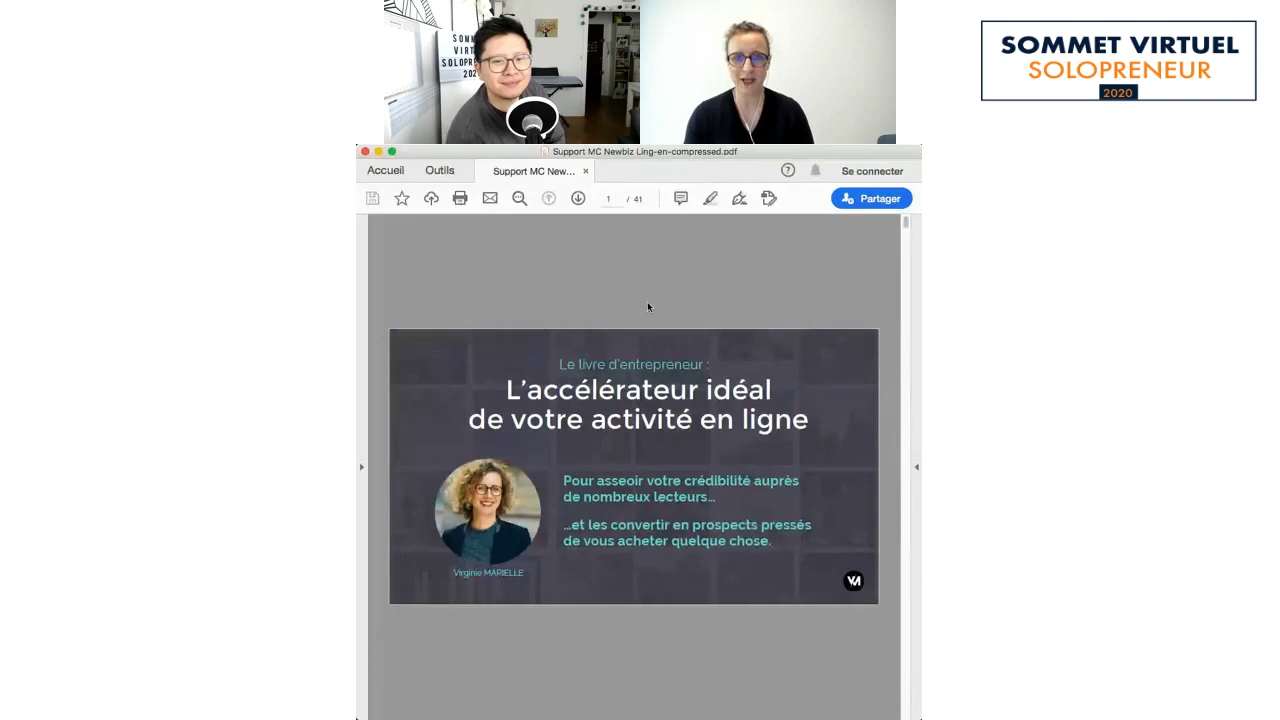 SOMMET VIRTUEL
SOLOPRENEUR
2020
Support MC Newbiz Ling-en-compressed.pdf
Accueil Outils Support MC New... × ? Se connecter
1 / 41 Partager
Le livre d'entrepreneur :
L'accélérateur idéal
de votre activité en ligne
Pour asseoir votre crédibilité auprès
de nombreux lecteurs...
...et les convertir en prospects pressés
de vous acheter quelque chose.
Virginie MARIELLE
VM